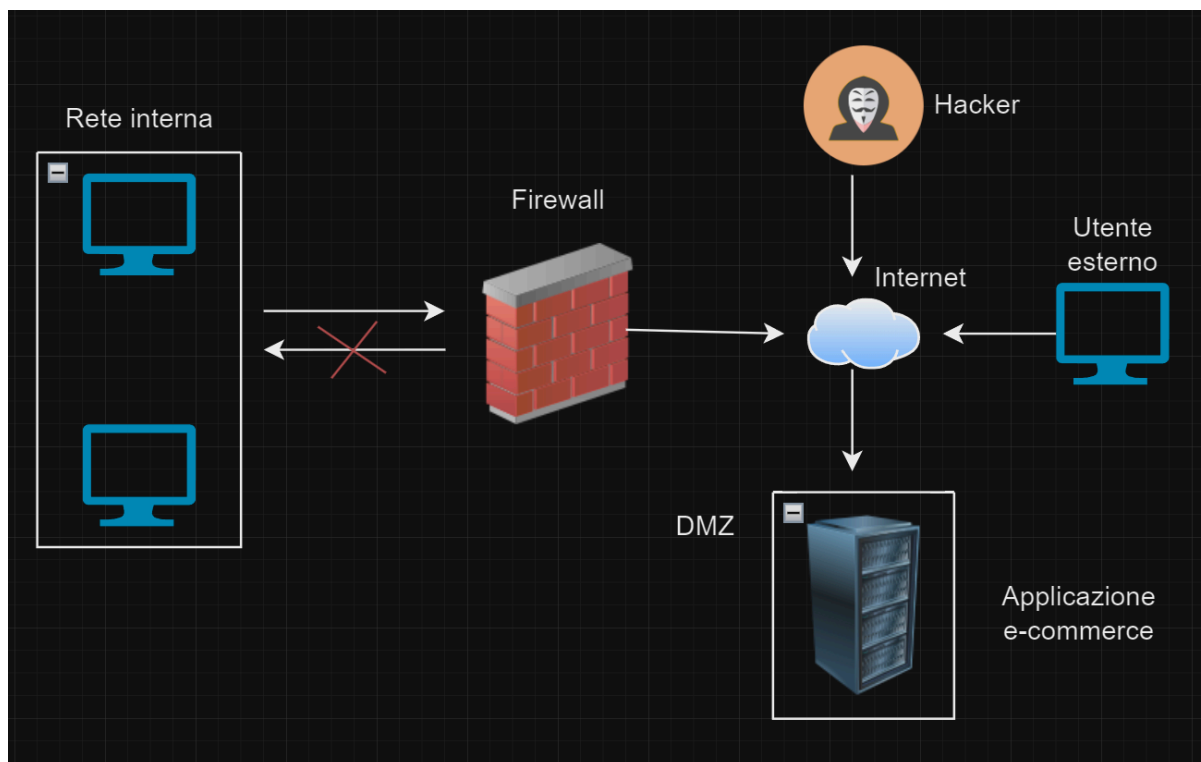 Rete interna
Firewall
Hacker
Internet
Utente
esterno
DMZ
Applicazione
e-commerce